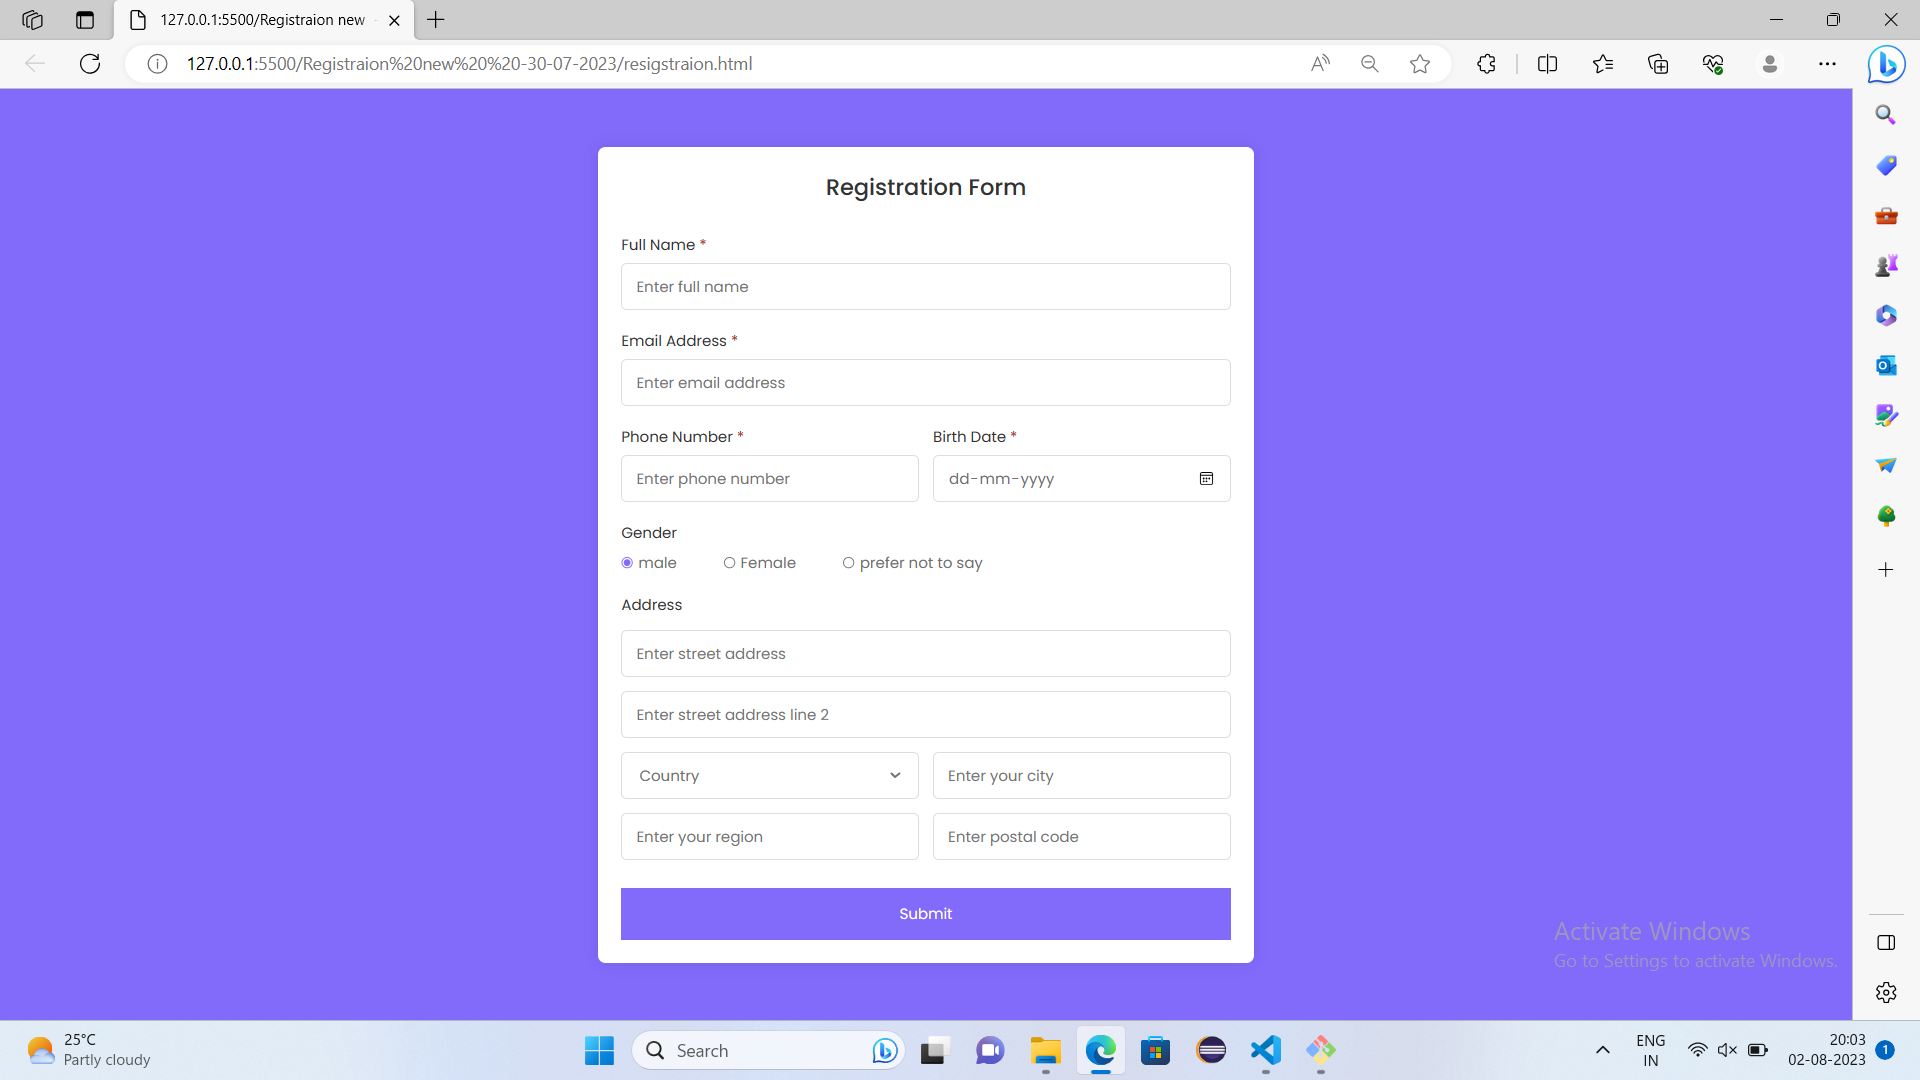 127.0.0.1:5500/Registraion new
127.0.0.1:5500/Registraion%20new%20%20-30-07-2023/resigstraion.html
Registration Form
Full Name *
Enter full name
Email Address *
Enter email address
Phone Number * Birth Date *
Enter phone number dd-mm-yyyy
Gender
male Female prefer not to say
Address
Enter street address
Enter street address line 2
Country Enter your city
Enter your region Enter postal code
Submit
Activate Windows
Go to Settings to activate Windows.
25°C
Partly cloudy
Search
ENG
IN
20:03
02-08-2023
1